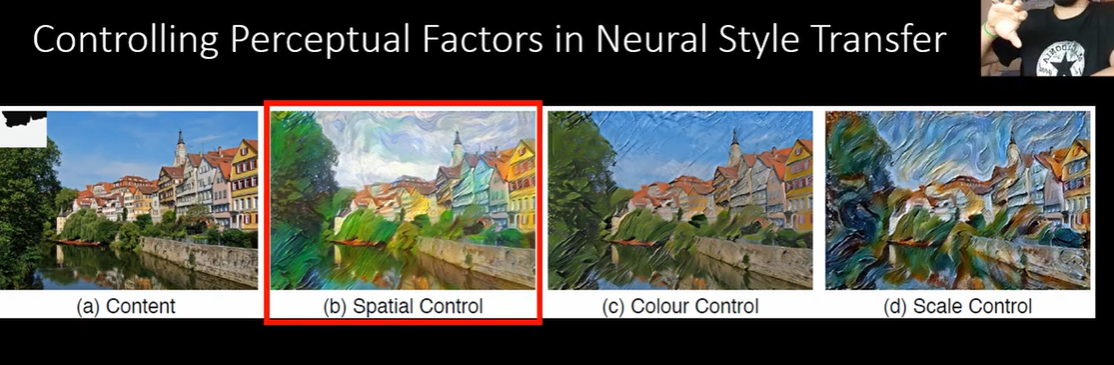 Controlling Perceptual Factors in Neural Style Transfer
(a) Content
(b) Spatial Control
(c) Colour Control
(d) Scale Control